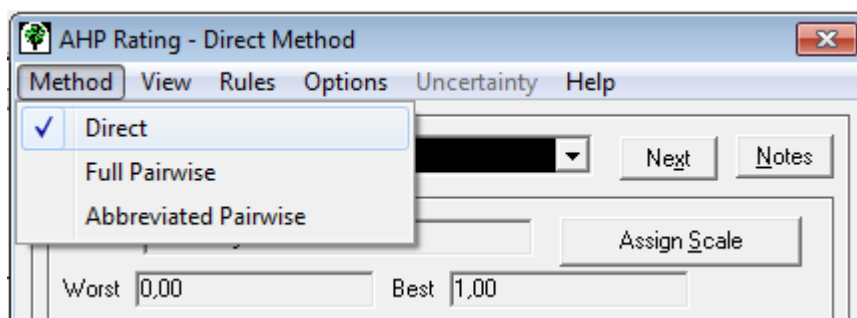 AHP Rating - Direct Method
Method View Rules Options Uncertainty Help
Direct
Next Notes
Full Pairwise
Abbreviated Pairwise
Assign Scale
Worst 0,00 Best 1,00